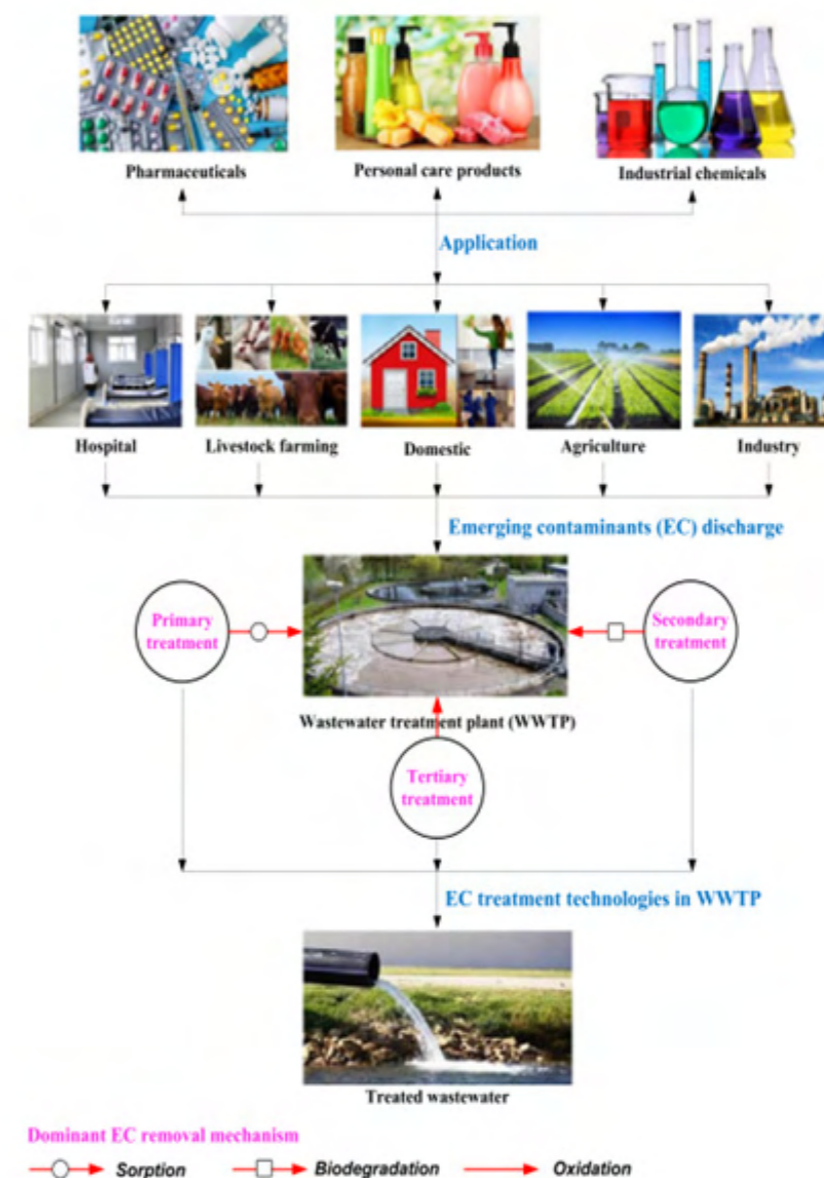 Pharmaceuticals
Personal care products
Industrial chemicals
Application
Hospital
Livestock farming
Domestic
Agriculture
Industry
Emerging contaminants (EC) discharge
Primary
treatment
Secondary
treatment
Wastewater treatment plant (WWTP)
Tertiary
treatment
EC treatment technologies in WWTP
Treated wastewater
Dominant EC removal mechanism
Sorption
Biodegradation
Oxidation